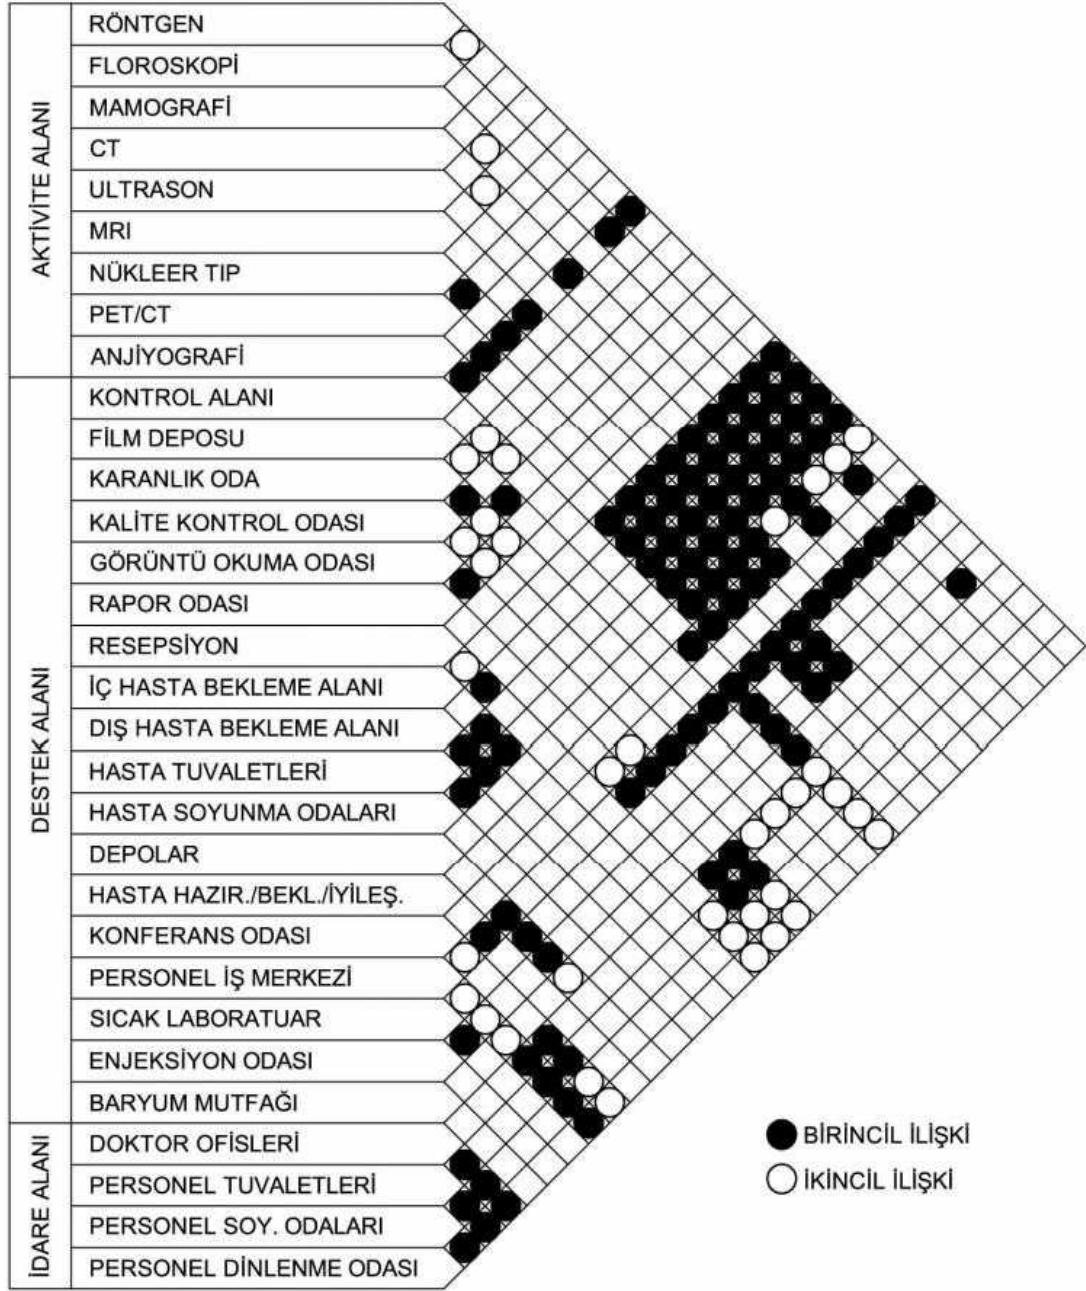 AKTİVİTE ALANI
RÖNTGEN
FLOROSKOPİ
MAMOGRAFİ
CT
ULTRASON
MRI
NÜKLEER TIP
PET/CT
ANJİYOGRAFİ
DESTEK ALANI
KONTROL ALANI
FİLM DEPOSU
KARANLIK ODA
KALİTE KONTROL ODASI
GÖRÜNTÜ OKUMA ODASI
RAPOR ODASI
RESEPSİYON
İÇ HASTA BEKLEME ALANI
DIŞ HASTA BEKLEME ALANI
HASTA TUVALETLERİ
HASTA SOYUNMA ODALARI
DEPOLAR
HASTA HAZIR./BEKL./İYİLEŞ.
KONFERANS ODASI
PERSONEL İŞ MERKEZİ
SICAK LABORATUAR
ENJEKSİYON ODASI
BARYUM MUTFAĞI
İDARE ALANI
DOKTOR OFİSLERİ
PERSONEL TUVALETLERİ
PERSONEL SOY. ODALARI
PERSONEL DİNLENME ODASI
BİRİNCİL İLİŞKİ
İKİNCİL İLİŞKİ